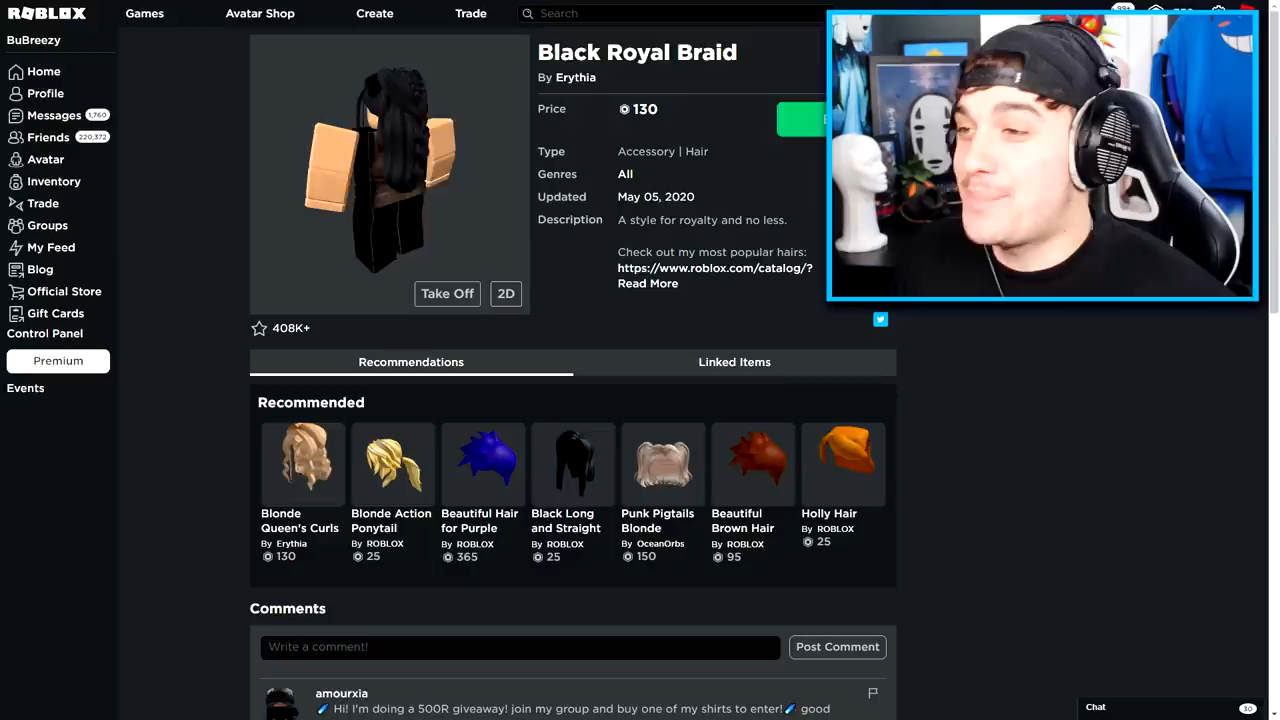 ROBLOX
Games
Avatar Shop
Create
Trade
Search
BuBreezy
Home
Profile
Messages 1,760
Friends 220,372
Avatar
Inventory
Trade
Groups
My Feed
Blog
Official Store
Gift Cards
Control Panel
Premium
Events
Black Royal Braid
By Erythia
Price 130
Type Accessory | Hair
Genres All
Updated May 05, 2020
Description A style for royalty and no less.
Check out my most popular hairs:
https://www.roblox.com/catalog/?
Read More
Take Off
2D
408K+
Recommendations
Linked Items
Recommended
Blonde Queen's Curls
By Erythia
130
Blonde Action Ponytail
By ROBLOX
25
Beautiful Hair for Purple
By ROBLOX
365
Black Long and Straight
By ROBLOX
25
Punk Pigtails Blonde
By OceanOrbs
150
Beautiful Brown Hair
By ROBLOX
95
Holly Hair
By ROBLOX
25
Comments
Write a comment!
Post Comment
amourxia
Hi! I'm doing a 500R giveaway! join my group and buy one of my shirts to enter! good
Chat 30